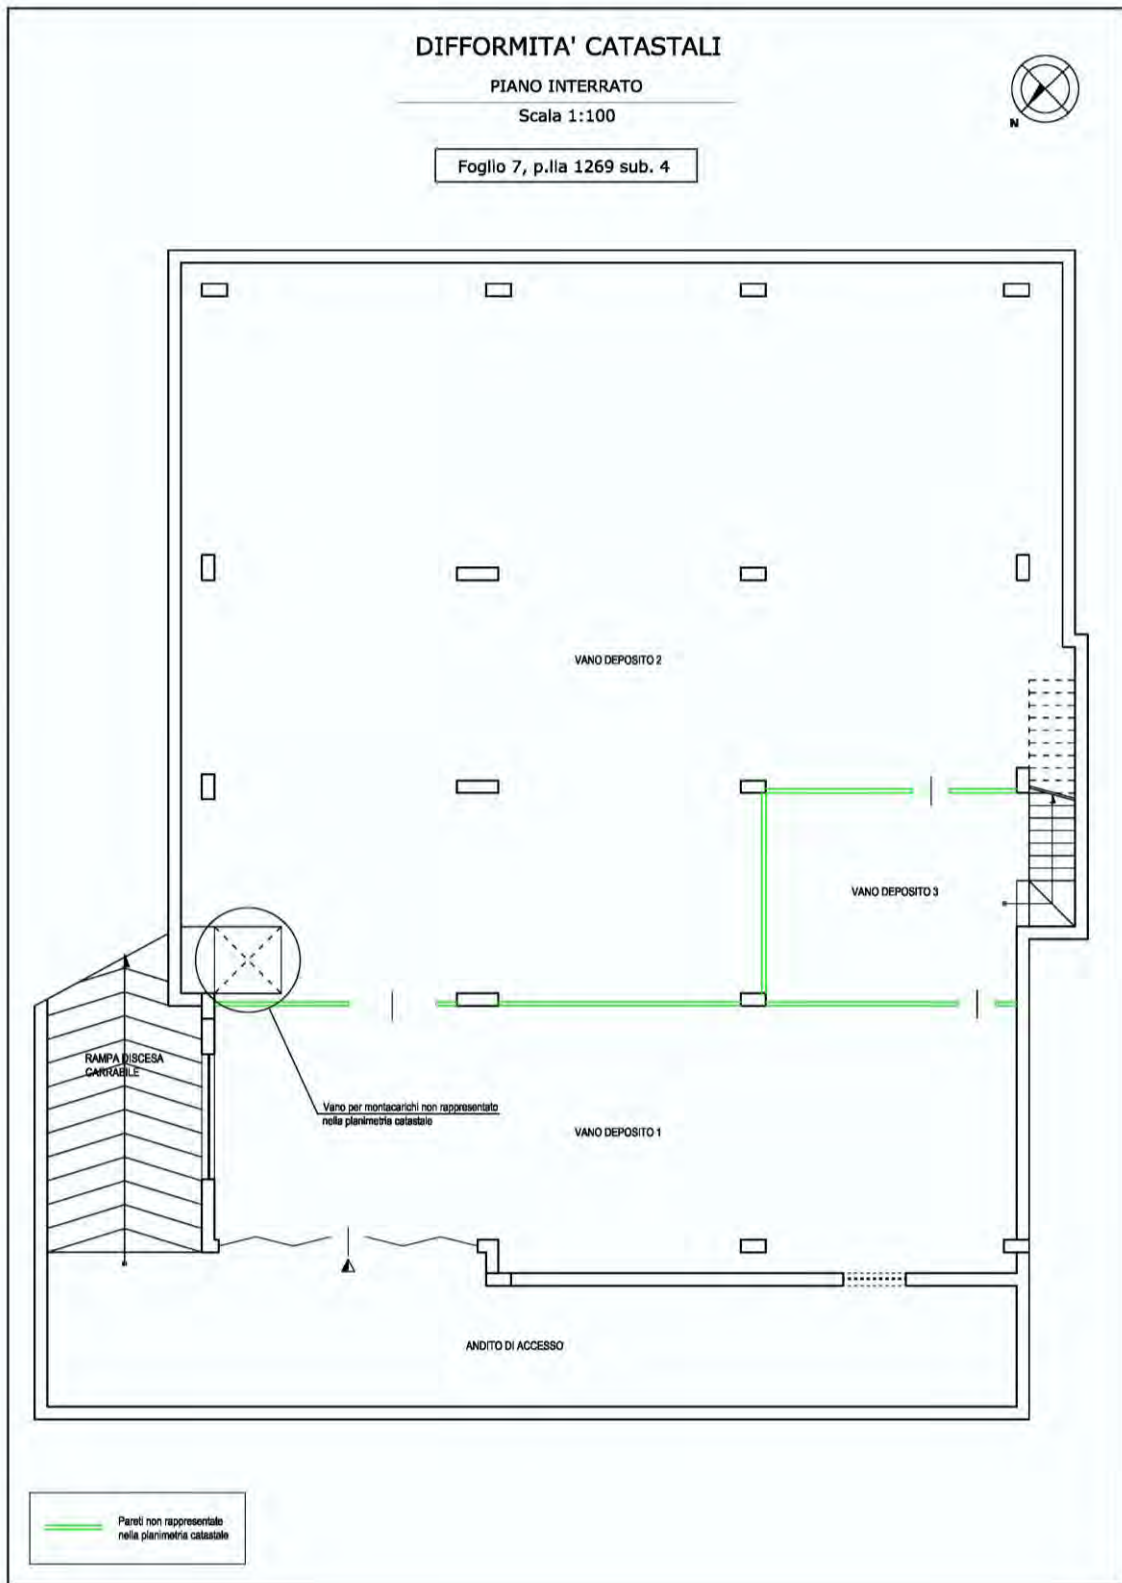 DIFFORMITA' CATASTALI
PIANO INTERRATO
Scala 1:100
N
Foglio 7, p.lla 1269 sub. 4
VANO DEPOSITO 2
VANO DEPOSITO 3
RAMPA DISCESA
CARRABILE
Vano per montacarichi non rappresentato
nella planimetria catastale
VANO DEPOSITO 1
ANDITO DI ACCESSO
Pareti non rappresentate
nella planimetria catastale